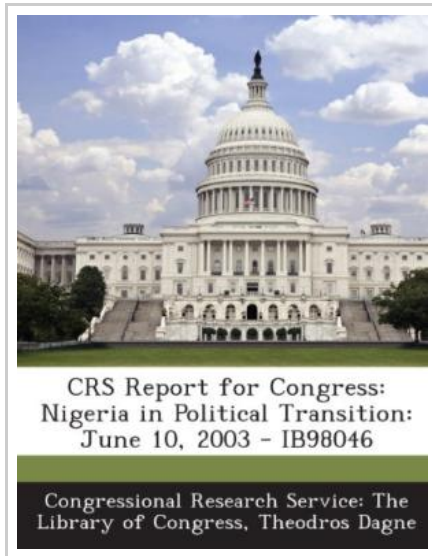 CRS Report for Congress:
Nigeria in Political Transition:
June 10, 2003 - IB98046
Congressional Research Service: The
Library of Congress, Theodros Dagne